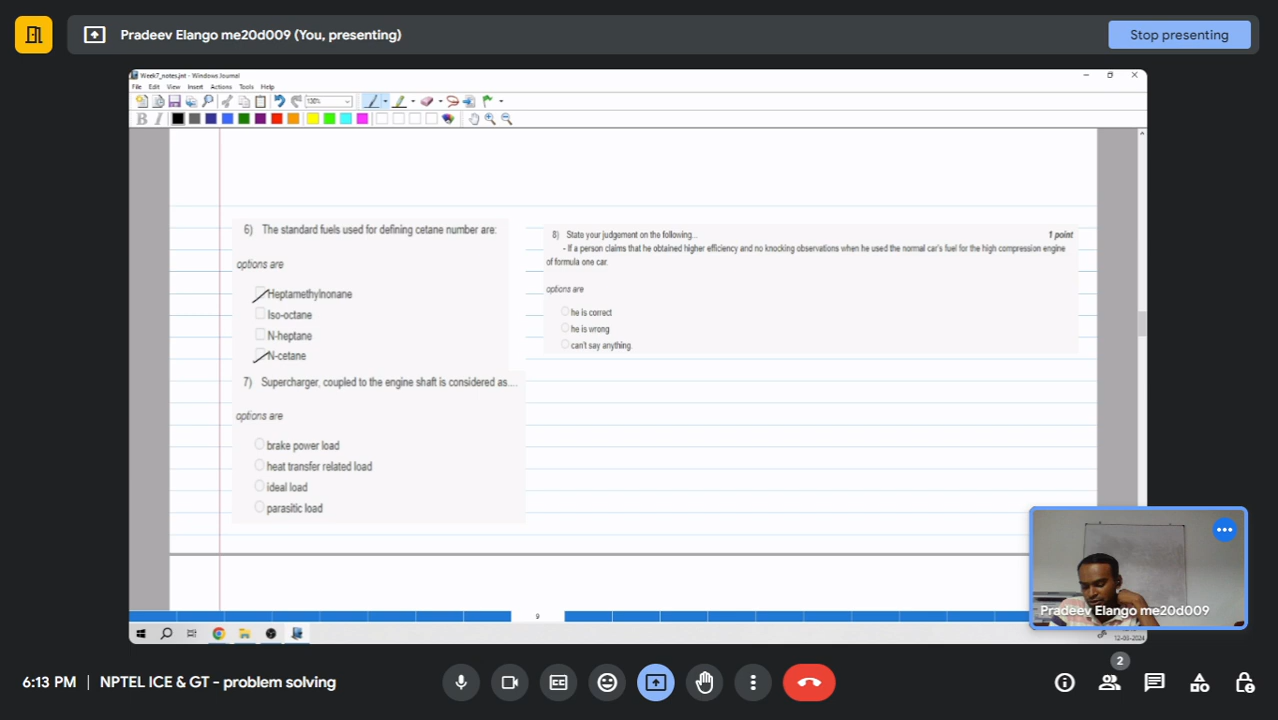 Pradeev Elango me20d009 (You, presenting)
Stop presenting
Week7_notes.jnt - Windows Journal
File Edit View Insert Actions Tools Help
130%
B I
6) The standard fuels used for defining cetane number are:
options are
Heptamethylnonane
Iso-octane
N-heptane
N-cetane
7) Supercharger, coupled to the engine shaft is considered as....
options are
brake power load
heat transfer related load
ideal load
parasitic load
8) State your judgement on the following... 1 point
- If a person claims that he obtained higher efficiency and no knocking observations when he used the normal car's fuel for the high compression engine
of formula one car.
options are
he is correct
he is wrong
can't say anything.
9
Pradeev Elango me20d009
6:13 PM | NPTEL ICE & GT - problem solving
2